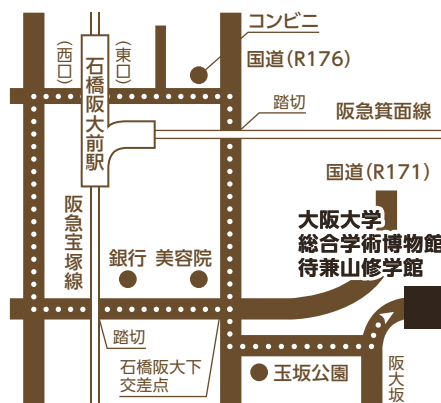 コンビニ
(西口)
(東口)
国道(R176)
石橋阪大前駅
踏切
阪急箕面線
国道(R171)
阪急宝塚線
大阪大学
総合学術博物館
待兼山修学館
銀行
美容院
踏切
石橋阪大下
交差点
玉坂公園
阪大坂